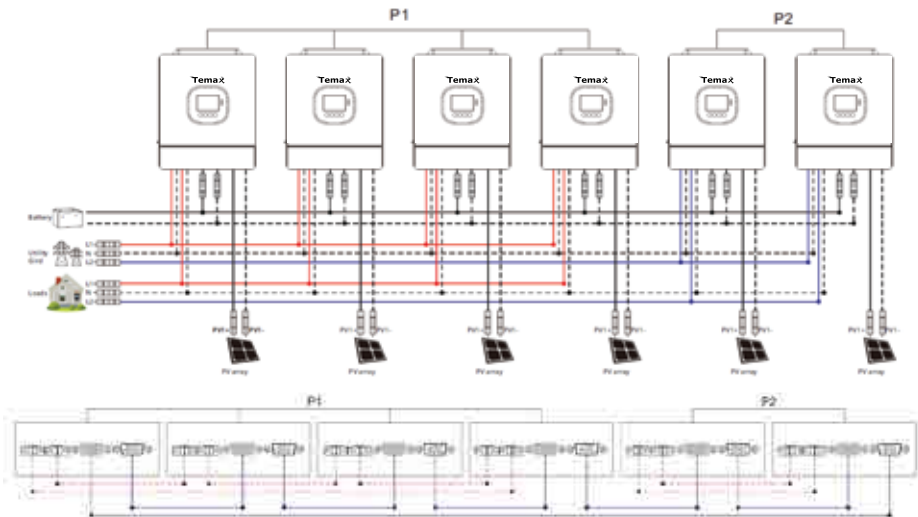 P1
P2
Temax Temax Temax Temax Temax Temax
Battery
Utility
Grid
L1
N
L2
Loads
L1
N
L2
PV1+ PV1- PV1+ PV1- PV1+ PV1- PV1+ PV1- PV1+ PV1- PV1+ PV1-
PV array PV array PV array PV array PV array PV array
P1
P2